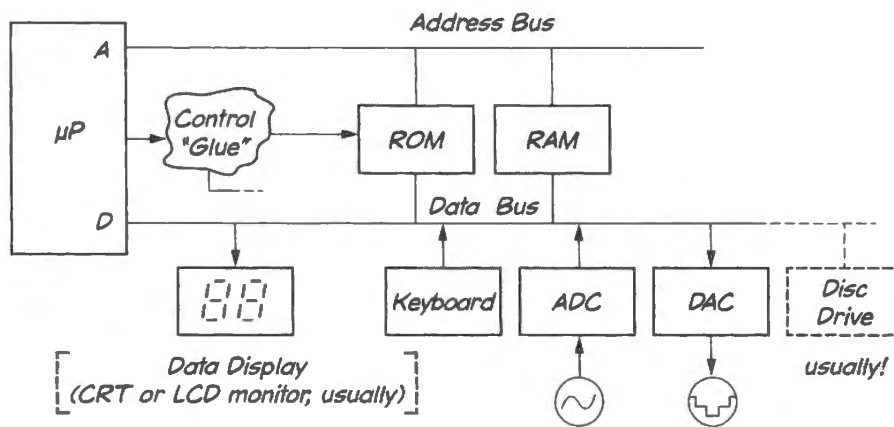 Address Bus
A
µP
Control
"Glue"
ROM
RAM
D
Data Bus
88
Keyboard
ADC
DAC
Disc
Drive
Data Display
(CRT or LCD monitor, usually)
usually!